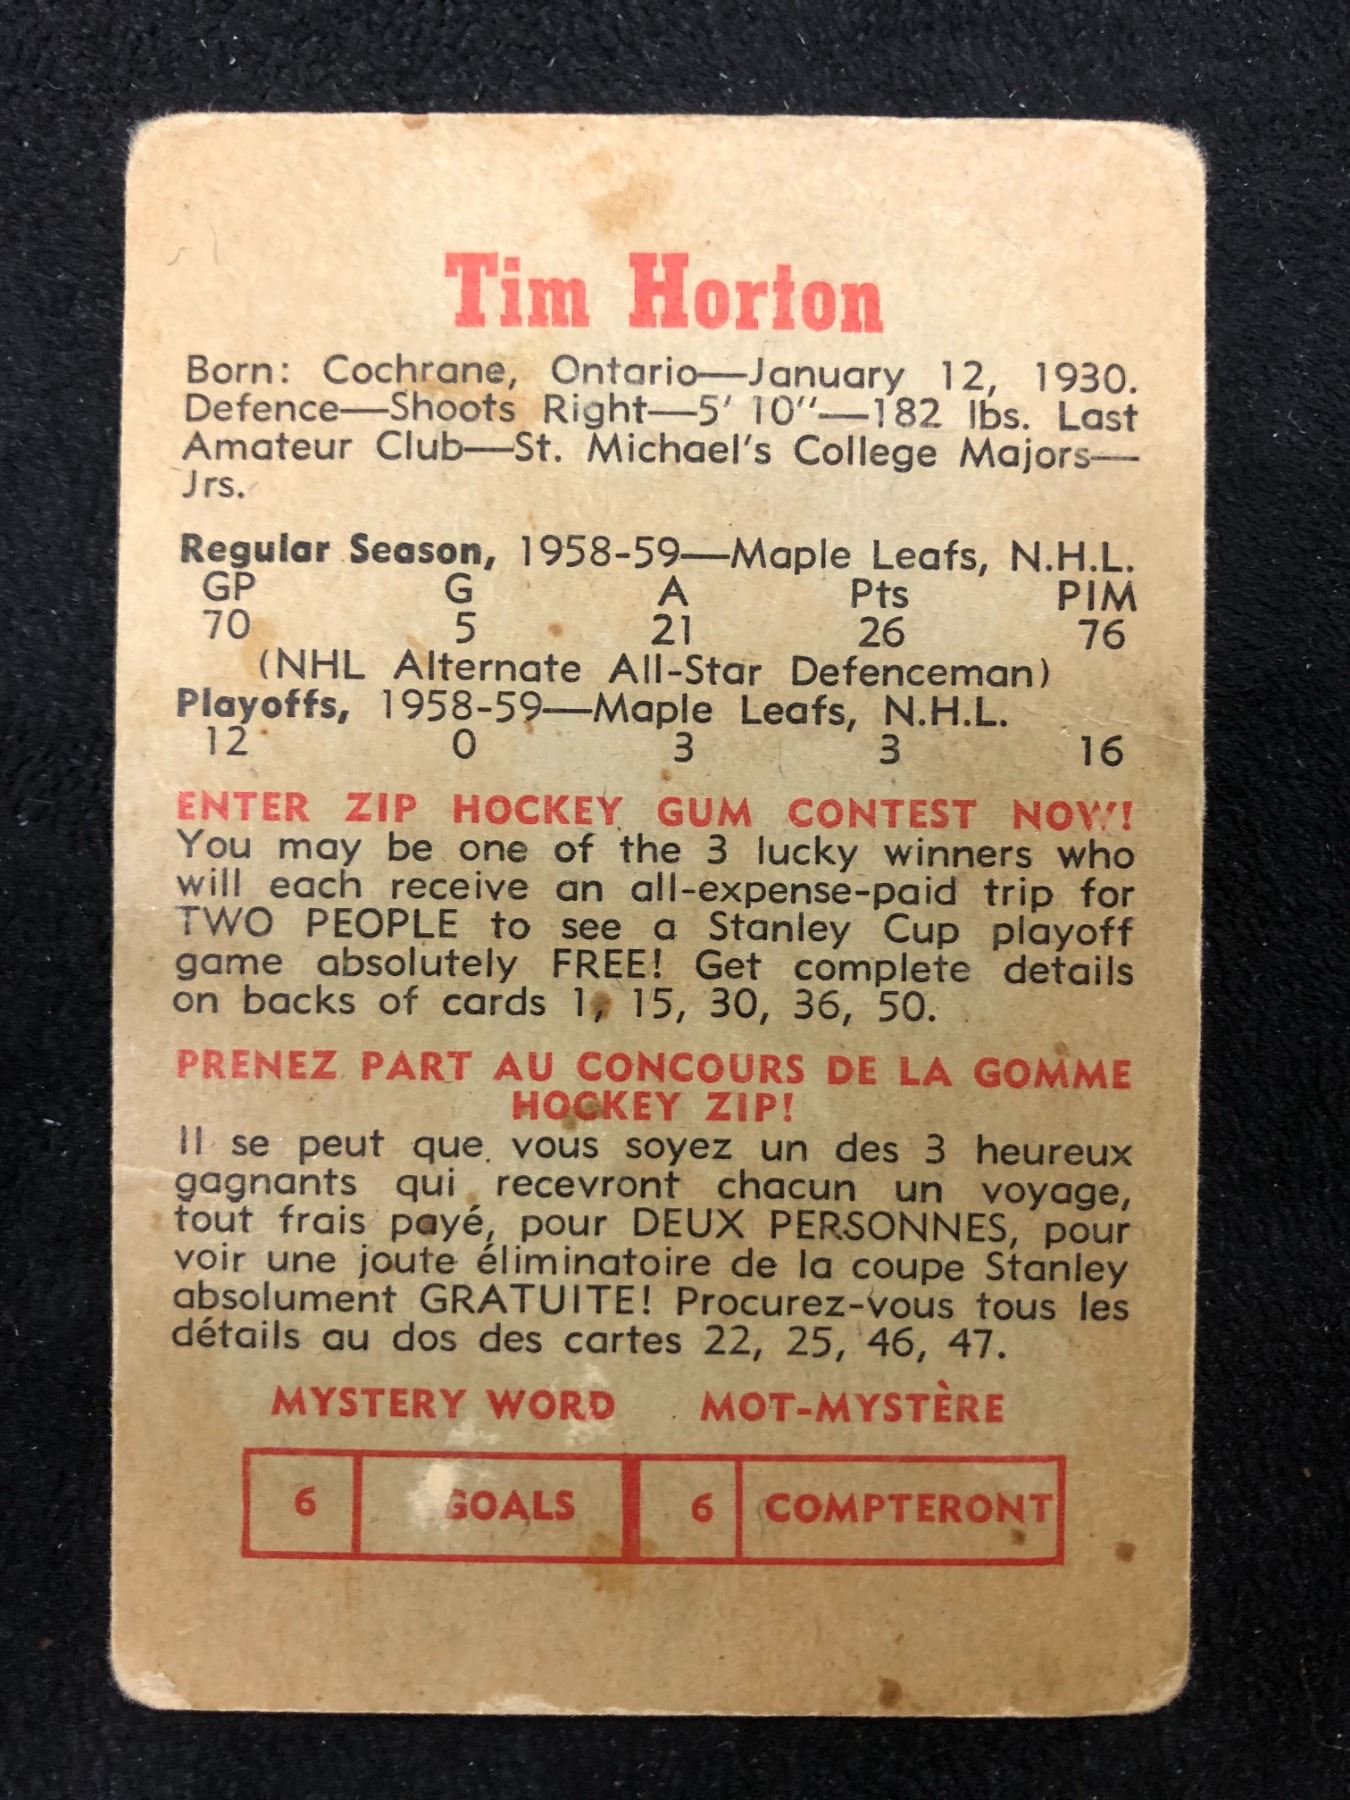 Tim Horton
Born: Cochrane, Ontario—January 12, 1930.
Defence—Shoots Right—5' 10"—182 lbs. Last
Amateur Club—St. Michael's College Majors—
Jrs.
Regular Season, 1958-59—Maple Leafs, N.H.L.
GP G A Pts PIM
70 5 21 26 76
(NHL Alternate All-Star Defenceman)
Playoffs, 1958-59—Maple Leafs, N.H.L.
12 0 3 3 16
ENTER ZIP HOCKEY GUM CONTEST NOW!
You may be one of the 3 lucky winners who
will each receive an all-expense-paid trip for
TWO PEOPLE to see a Stanley Cup playoff
game absolutely FREE! Get complete details
on backs of cards 1, 15, 30, 36, 50.
PRENEZ PART AU CONCOURS DE LA GOMME
HOCKEY ZIP!
Il se peut que vous soyez un des 3 heureux
gagnants qui recevront chacun un voyage,
tout frais payé, pour DEUX PERSONNES, pour
voir une joute éliminatoire de la coupe Stanley
absolument GRATUITE! Procurez-vous tous les
détails au dos des cartes 22, 25, 46, 47.
MYSTERY WORD MOT-MYSTÈRE
6 GOALS 6 COMPTERONT